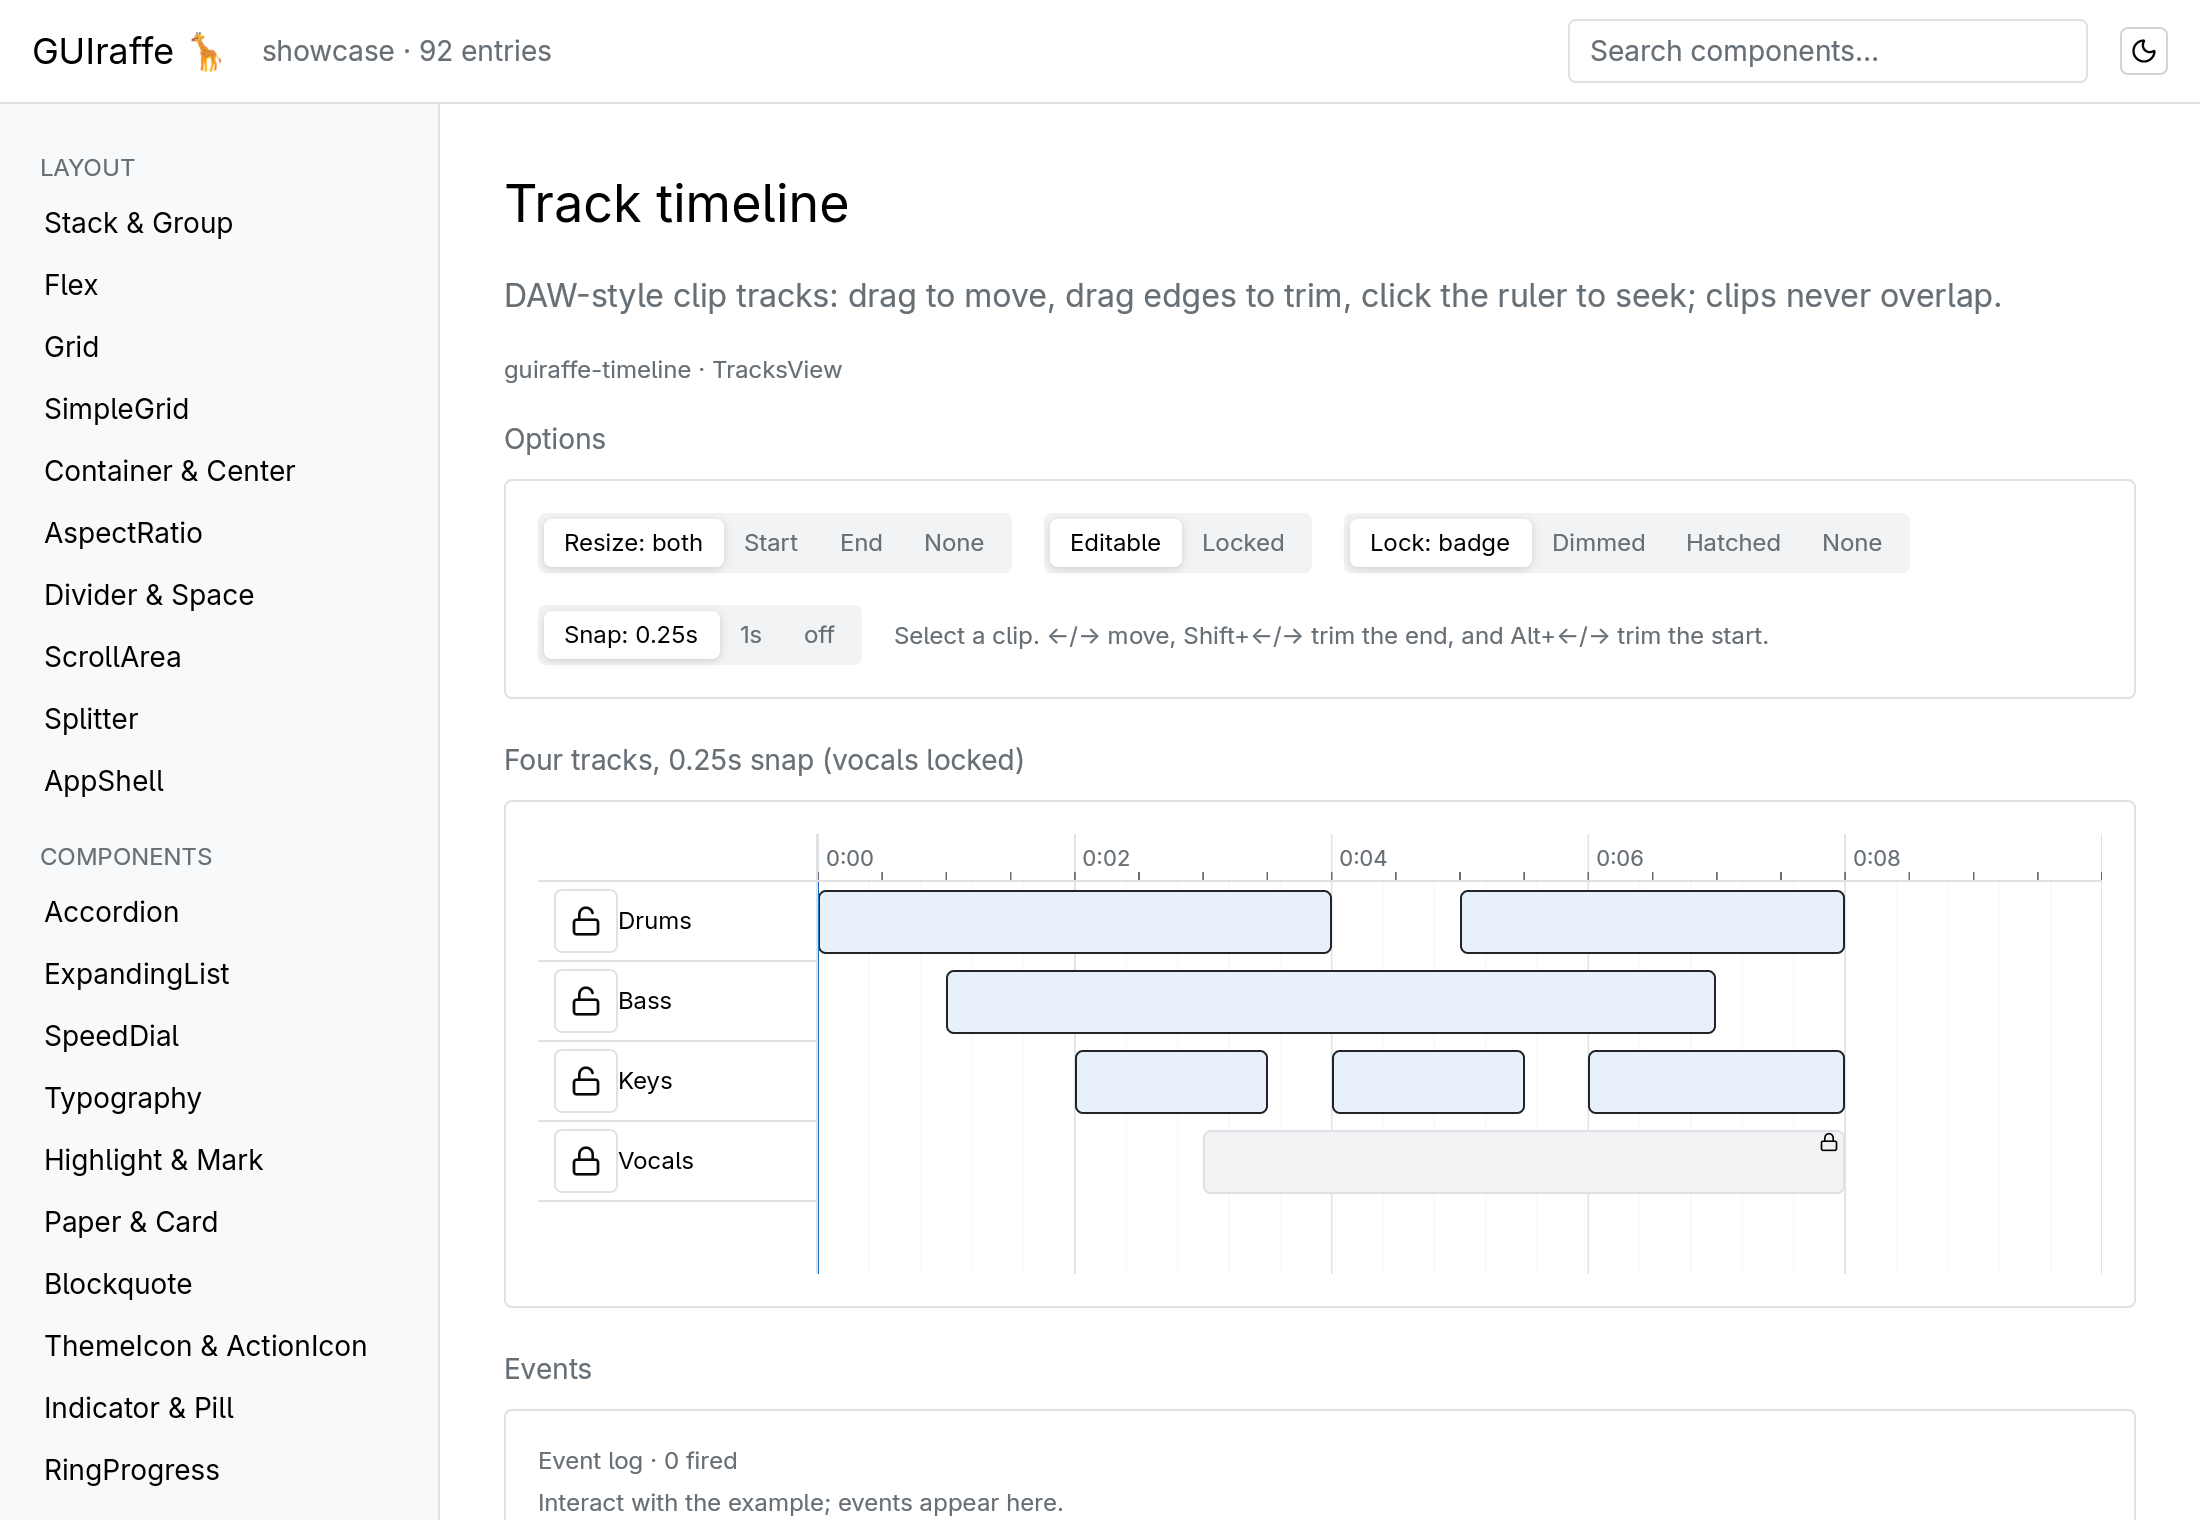 GUIraffe 🦒 showcase · 92 entries Search components...
LAYOUT
Stack & Group
Flex
Grid
SimpleGrid
Container & Center
AspectRatio
Divider & Space
ScrollArea
Splitter
AppShell
COMPONENTS
Accordion
ExpandingList
SpeedDial
Typography
Highlight & Mark
Paper & Card
Blockquote
ThemeIcon & ActionIcon
Indicator & Pill
RingProgress
Track timeline
DAW-style clip tracks: drag to move, drag edges to trim, click the ruler to seek; clips never overlap.
guiraffe-timeline · TracksView
Options
Resize: both Start End None Editable Locked Lock: badge Dimmed Hatched None
Snap: 0.25s 1s off Select a clip. ←/→ move, Shift+←/→ trim the end, and Alt+←/→ trim the start.
Four tracks, 0.25s snap (vocals locked)
0:00 0:02 0:04 0:06 0:08
Drums
Bass
Keys
Vocals
Events
Event log · 0 fired
Interact with the example; events appear here.